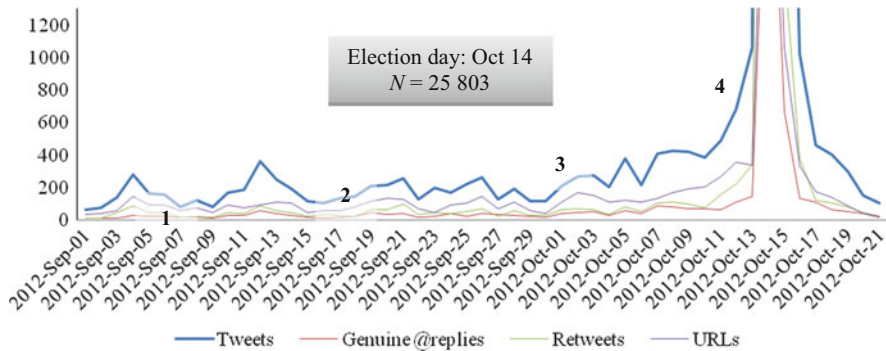 1200
1000
800
600
400
200
0
Election day: Oct 14
N = 25 803
1
2
3
4
2012-Sep-01
2012-Sep-03
2012-Sep-05
2012-Sep-07
2012-Sep-09
2012-Sep-11
2012-Sep-13
2012-Sep-15
2012-Sep-17
2012-Sep-19
2012-Sep-21
2012-Sep-23
2012-Sep-25
2012-Sep-27
2012-Sep-29
2012-Oct-01
2012-Oct-03
2012-Oct-05
2012-Oct-07
2012-Oct-09
2012-Oct-11
2012-Oct-13
2012-Oct-15
2012-Oct-17
2012-Oct-19
2012-Oct-21
Tweets Genuine @replies Retweets URLs